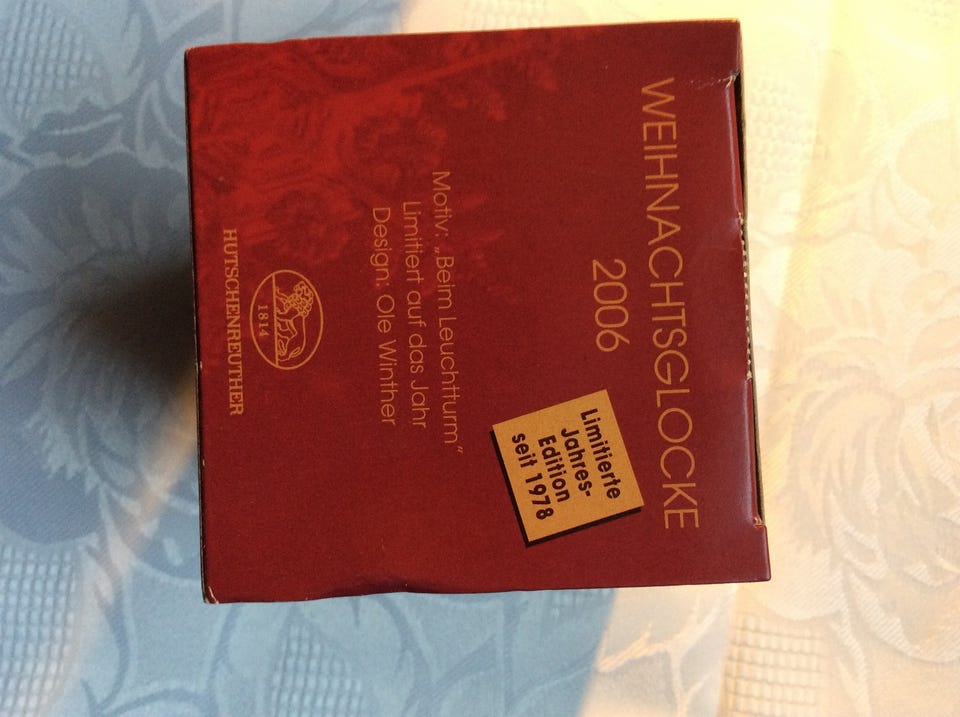 WEIHNACHTSGLOCKE
2006
Limitierte
Jahres-
Edition
seit 1978
Motiv: „Beim Leuchtturm“
Limitiert auf das Jahr
Design: Ole Winther
1814
HUTSCHENREUTHER